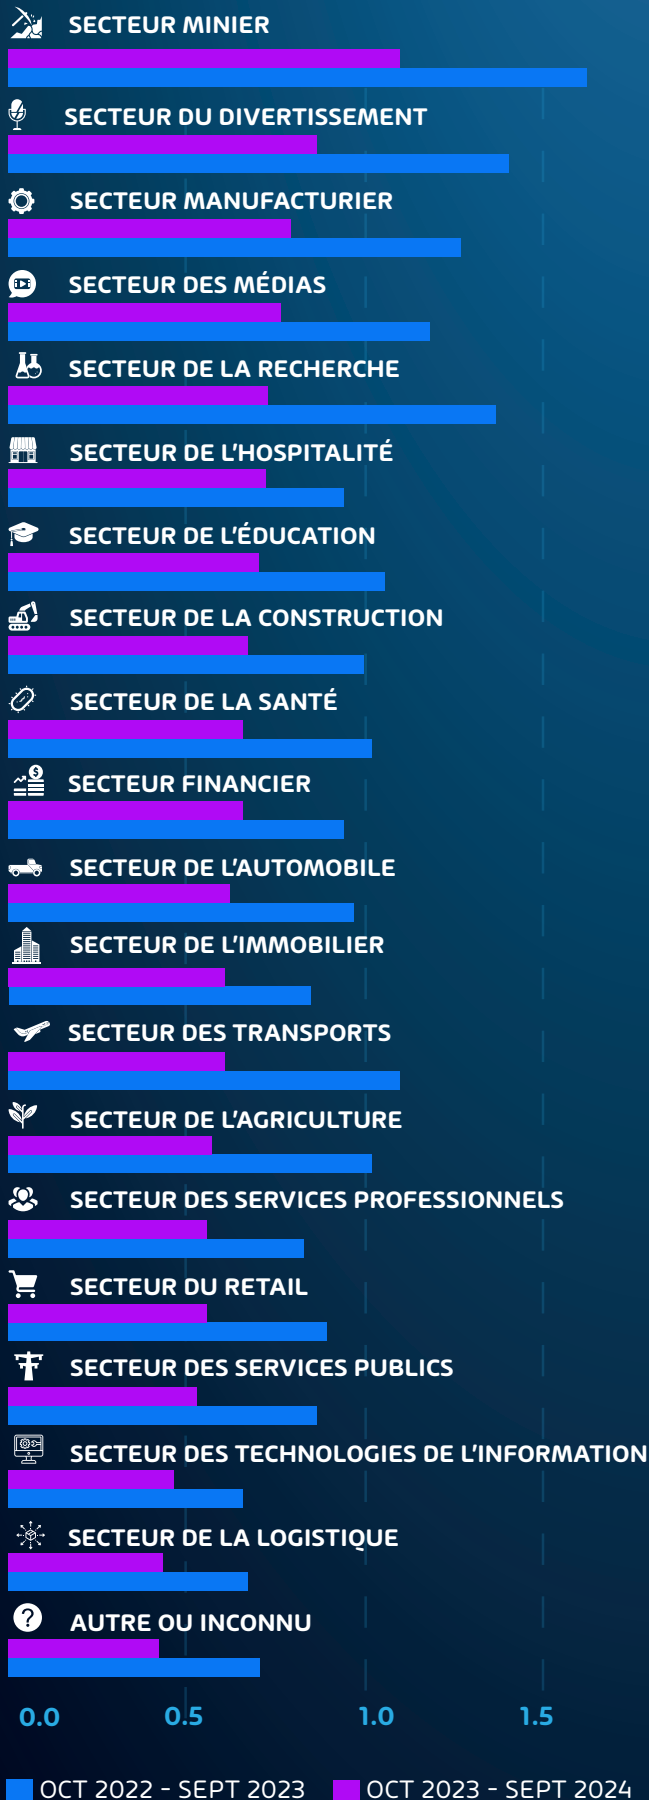 SECTEUR MINIER
SECTEUR DU DIVERTISSEMENT
SECTEUR MANUFACTURIER
SECTEUR DES MÉDIAS
SECTEUR DE LA RECHERCHE
SECTEUR DE L'HOSPITALITÉ
SECTEUR DE L'ÉDUCATION
SECTEUR DE LA CONSTRUCTION
SECTEUR DE LA SANTÉ
SECTEUR FINANCIER
SECTEUR DE L'AUTOMOBILE
SECTEUR DE L'IMMOBILIER
SECTEUR DES TRANSPORTS
SECTEUR DE L'AGRICULTURE
SECTEUR DES SERVICES PROFESSIONNELS
SECTEUR DU RETAIL
SECTEUR DES SERVICES PUBLICS
SECTEUR DES TECHNOLOGIES DE L'INFORMATION
SECTEUR DE LA LOGISTIQUE
AUTRE OU INCONNU
0.0 0.5 1.0 1.5
OCT 2022 - SEPT 2023 OCT 2023 - SEPT 2024